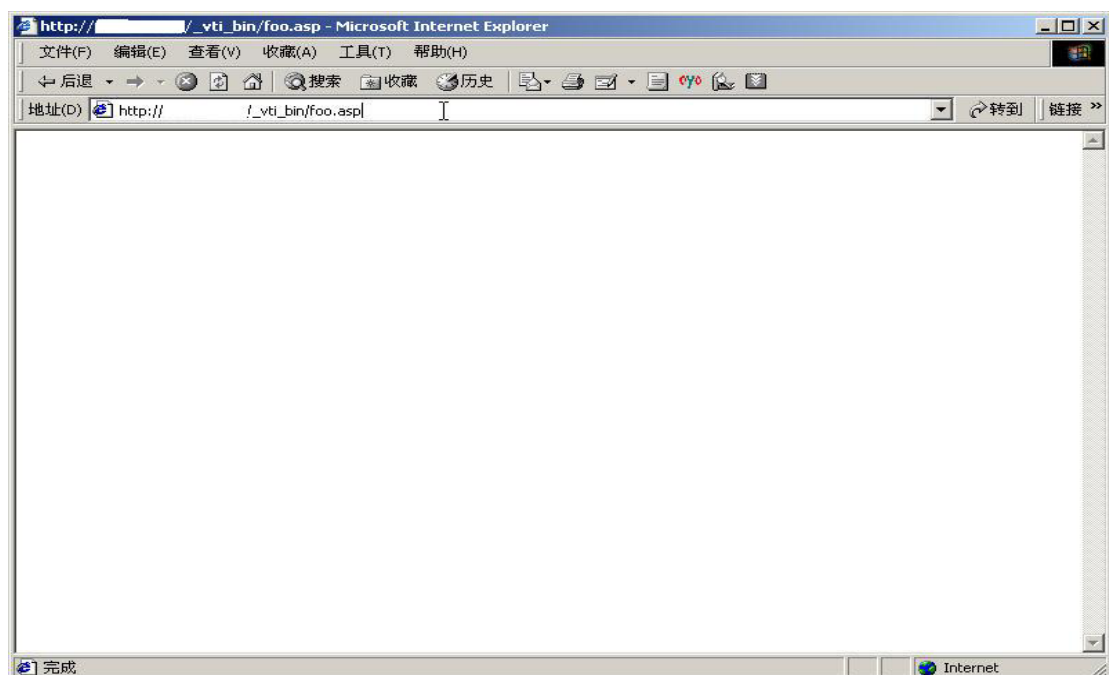 http:// /_vti_bin/foo.asp - Microsoft Internet Explorer
文件(F) 编辑(E) 查看(V) 收藏(A) 工具(T) 帮助(H)
后退 搜索 收藏 历史
地址(D) http:// /_vti_bin/foo.asp 转到 链接 »
完成 Internet